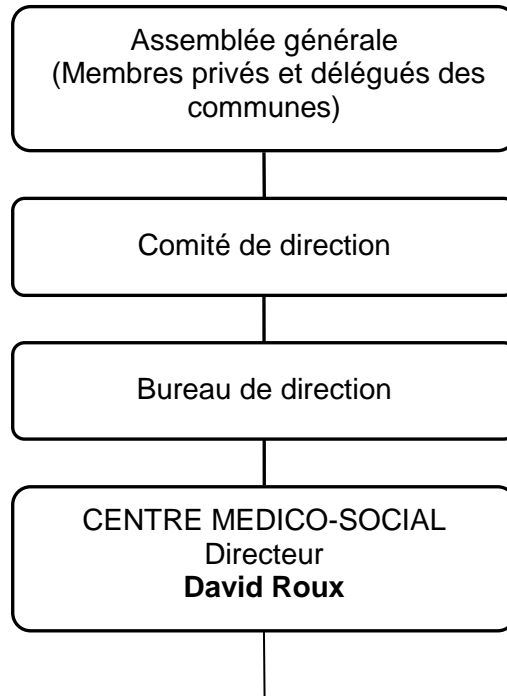 Assemblée générale
(Membres privés et délégués des
communes)
Comité de direction
Bureau de direction
CENTRE MEDICO-SOCIAL
Directeur
David Roux